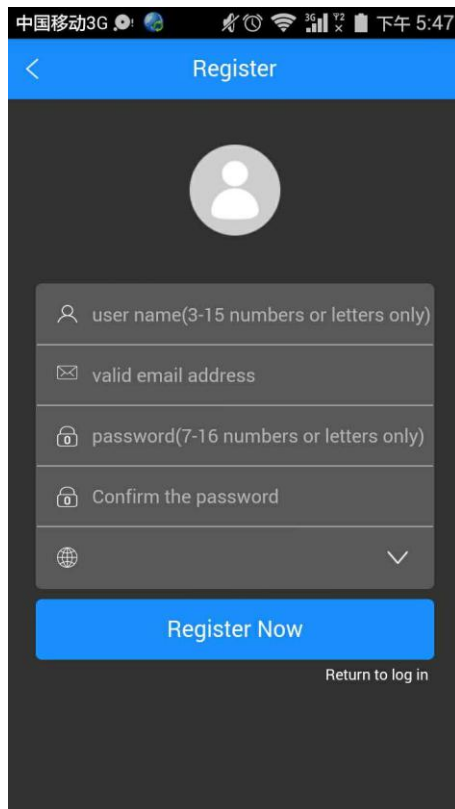 中国移动3G 下午 5:47
Register
user name(3-15 numbers or letters only)
valid email address
password(7-16 numbers or letters only)
Confirm the password
Register Now
Return to log in